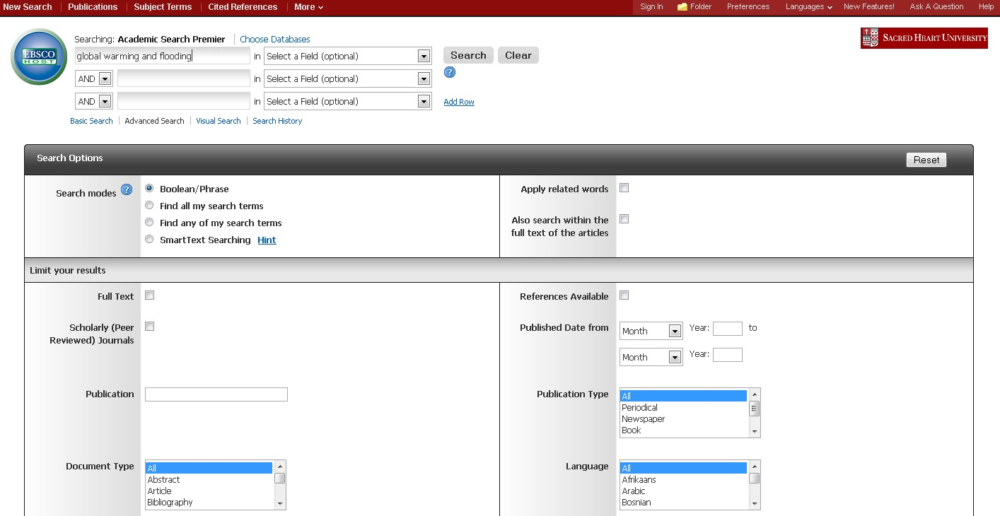 New Search Publications Subject Terms Cited References More Sign In Folder Preferences Languages New Features! Ask A Question Help
Searching: Academic Search Premier Choose Databases
EBSCO
HOST
SACRED HEART UNIVERSITY
global warming and flooding in Select a Field (optional) Search Clear
?
AND in Select a Field (optional)
AND in Select a Field (optional) Add Row
Basic Search Advanced Search Visual Search Search History
Search Options Reset
Search modes ? Boolean/Phrase
Find all my search terms
Find any of my search terms
SmartText Searching Hint
Apply related words
Also search within the
full text of the articles
Limit your results
Full Text
References Available
Scholarly (Peer
Reviewed) Journals
Published Date from Month Year: to
Month Year:
Publication
Publication Type All
Periodical
Newspaper
Book
Document Type All
Abstract
Article
Bibliography
Language All
Afrikaans
Arabic
Bosnian